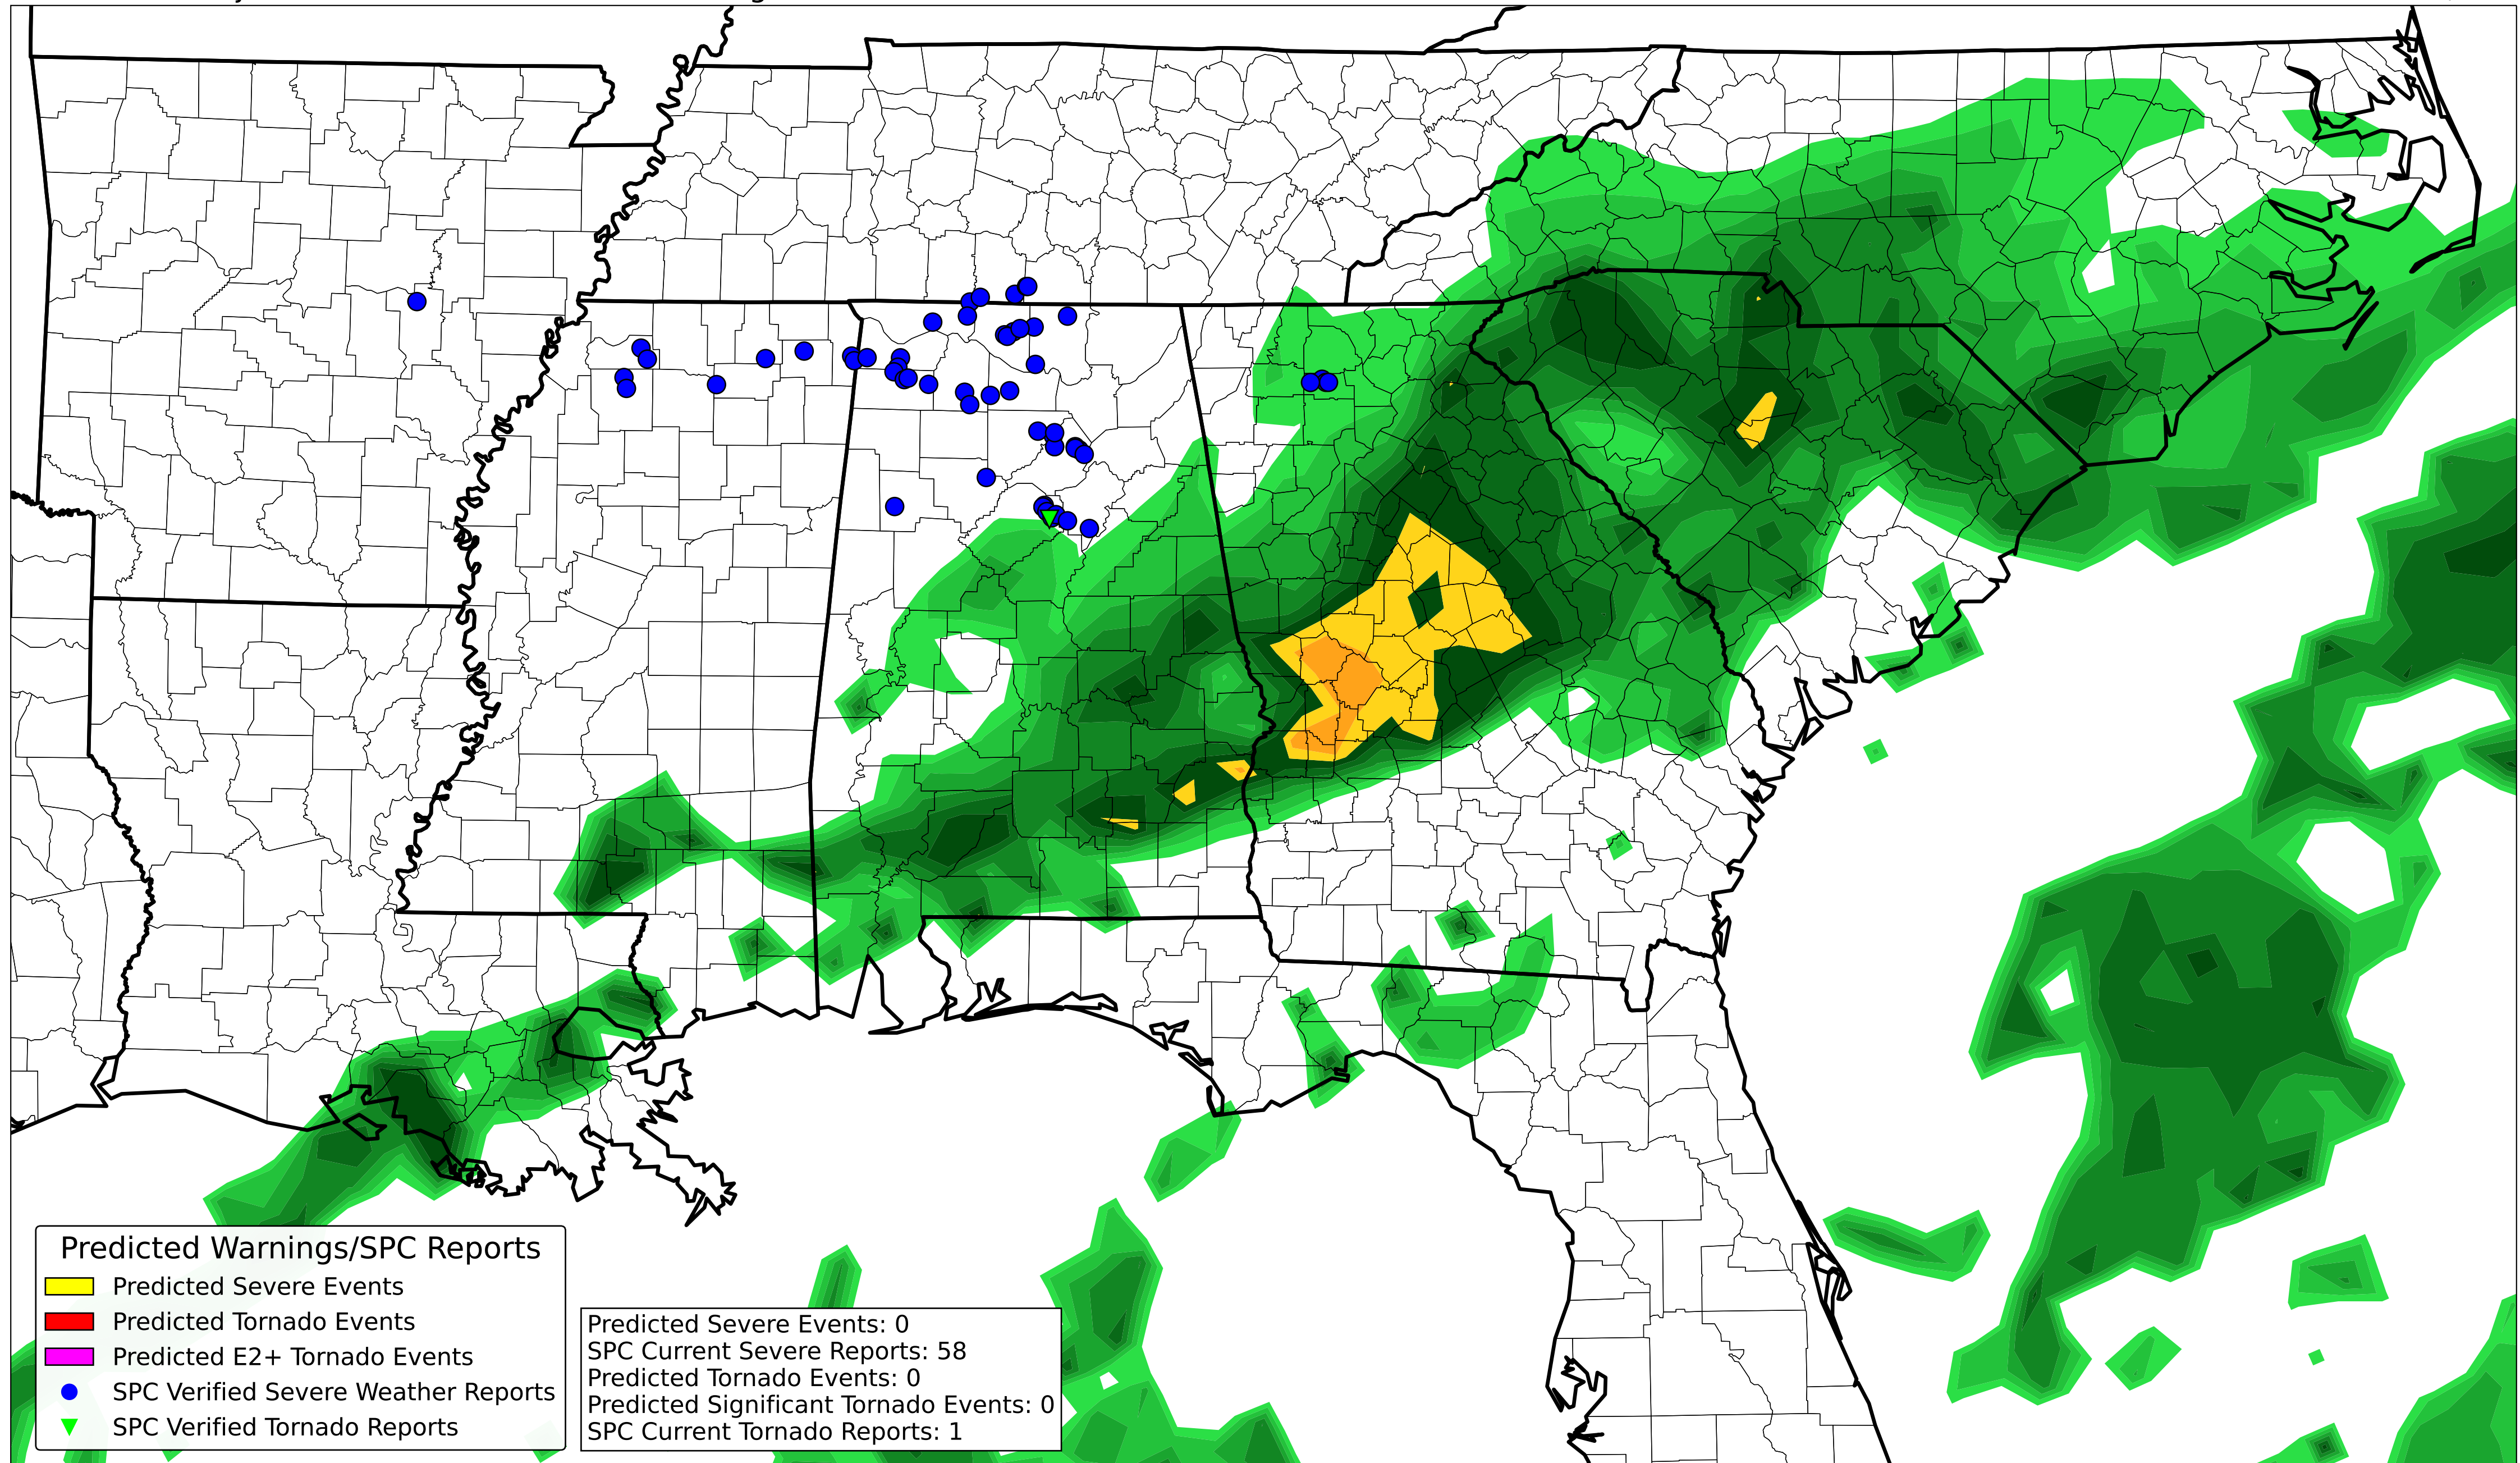 Predicted Warnings/SPC Reports
Predicted Severe Events
Predicted Tornado Events
Predicted E2+ Tornado Events
SPC Verified Severe Weather Reports
SPC Verified Tornado Reports
Predicted Severe Events: 0
SPC Current Severe Reports: 58
Predicted Tornado Events: 0
Predicted Significant Tornado Events: 0
SPC Current Tornado Reports: 1